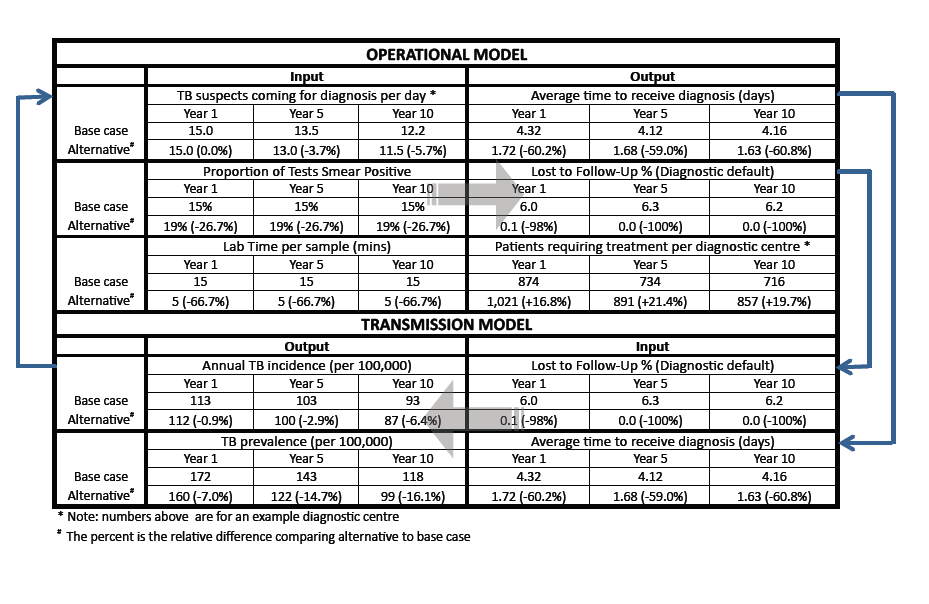 OPERATIONAL MODEL
Input Output
TB suspects coming for diagnosis per day * Average time to receive diagnosis (days)
Year 1 Year 5 Year 10 Year 1 Year 5 Year 10
Base case 15.0 13.5 12.2 4.32 4.12 4.16
Alternative# 15.0 (0.0%) 13.0 (-3.7%) 11.5 (-5.7%) 1.72 (-60.2%) 1.68 (-59.0%) 1.63 (-60.8%)
Proportion of Tests Smear Positive Lost to Follow-Up % (Diagnostic default)
Year 1 Year 5 Year 10 Year 1 Year 5 Year 10
Base case 15% 15% 15% 6.0 6.3 6.2
Alternative# 19% (-26.7%) 19% (-26.7%) 19% (-26.7%) 0.1 (-98%) 0.0 (-100%) 0.0 (-100%)
Lab Time per sample (mins) Patients requiring treatment per diagnostic centre *
Year 1 Year 5 Year 10 Year 1 Year 5 Year 10
Base case 15 15 15 874 734 716
Alternative# 5 (-66.7%) 5 (-66.7%) 5 (-66.7%) 1,021 (+16.8%) 891 (+21.4%) 857 (+19.7%)
TRANSMISSION MODEL
Output Input
Annual TB incidence (per 100,000) Lost to Follow-Up % (Diagnostic default)
Year 1 Year 5 Year 10 Year 1 Year 5 Year 10
Base case 113 103 93 6.0 6.3 6.2
Alternative# 112 (-0.9%) 100 (-2.9%) 87 (-6.4%) 0.1 (-98%) 0.0 (-100%) 0.0 (-100%)
TB prevalence (per 100,000) Average time to receive diagnosis (days)
Year 1 Year 5 Year 10 Year 1 Year 5 Year 10
Base case 172 143 118 4.32 4.12 4.16
Alternative# 160 (-7.0%) 122 (-14.7%) 99 (-16.1%) 1.72 (-60.2%) 1.68 (-59.0%) 1.63 (-60.8%)
* Note: numbers above are for an example diagnostic centre
# The percent is the relative difference comparing alternative to base case